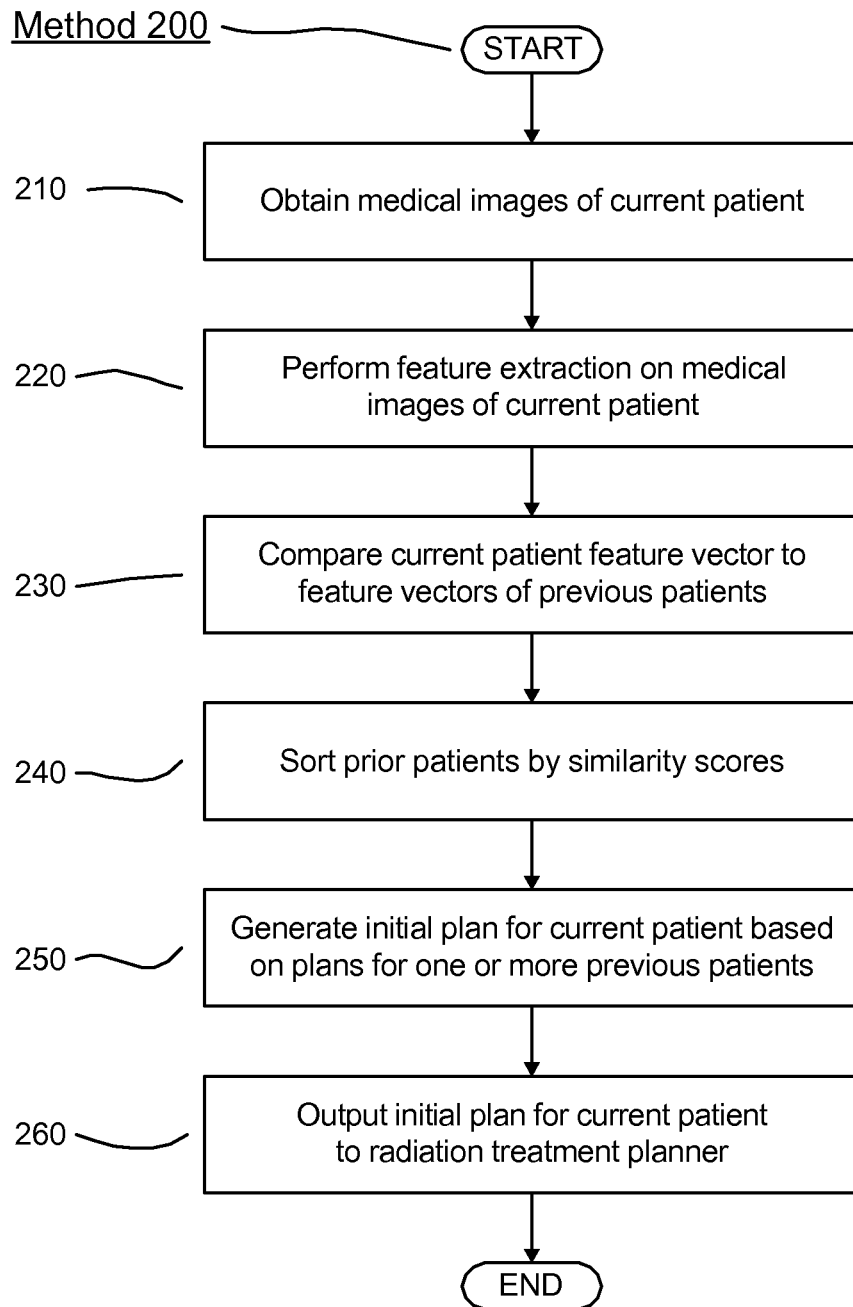 Method 200
START
210
Obtain medical images of current patient
220
Perform feature extraction on medical
images of current patient
230
Compare current patient feature vector to
feature vectors of previous patients
240
Sort prior patients by similarity scores
250
Generate initial plan for current patient based
on plans for one or more previous patients
260
Output initial plan for current patient
to radiation treatment planner
END